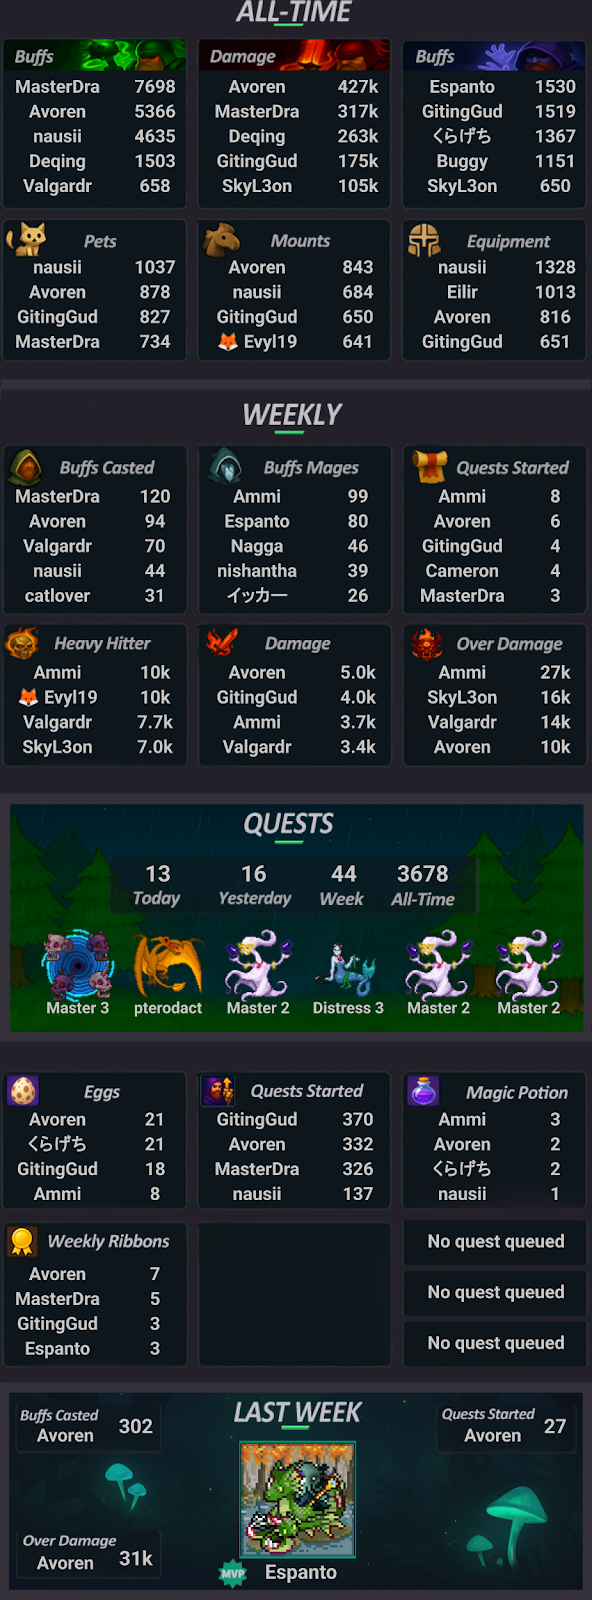 ALL-TIME
Buffs
MasterDra 7698
Avoren 5366
nausii 4635
Deqing 1503
Valgardr 658
Damage
Avoren 427k
MasterDra 317k
Deqing 263k
GitingGud 175k
SkyL3on 105k
Buffs
Espanto 1530
GitingGud 1519
くらげち 1367
Buggy 1151
SkyL3on 650
Pets
nausii 1037
Avoren 878
GitingGud 827
MasterDra 734
Mounts
Avoren 843
nausii 684
GitingGud 650
🦊 Evyl19 641
Equipment
nausii 1328
Eilir 1013
Avoren 816
GitingGud 651
WEEKLY
Buffs Casted
MasterDra 120
Avoren 94
Valgardr 70
nausii 44
catlover 31
Buffs Mages
Ammi 99
Espanto 80
Nagga 46
nishantha 39
イッカー 26
Quests Started
Ammi 8
Avoren 6
GitingGud 4
Cameron 4
MasterDra 3
Heavy Hitter
Ammi 10k
🦊 Evyl19 10k
Valgardr 7.7k
SkyL3on 7.0k
Damage
Avoren 5.0k
GitingGud 4.0k
Ammi 3.7k
Valgardr 3.4k
Over Damage
Ammi 27k
SkyL3on 16k
Valgardr 14k
Avoren 10k
QUESTS
13 16 44 3678
Today Yesterday Week All-Time
Master 3 pterodact Master 2 Distress 3 Master 2 Master 2
Eggs
Avoren 21
くらげち 21
GitingGud 18
Ammi 8
Quests Started
GitingGud 370
Avoren 332
MasterDra 326
nausii 137
Magic Potion
Ammi 3
Avoren 2
くらげち 2
nausii 1
Weekly Ribbons
Avoren 7
MasterDra 5
GitingGud 3
Espanto 3
No quest queued
No quest queued
No quest queued
LAST WEEK
Buffs Casted
Avoren 302
Quests Started
Avoren 27
Over Damage
Avoren 31k
MVP Espanto